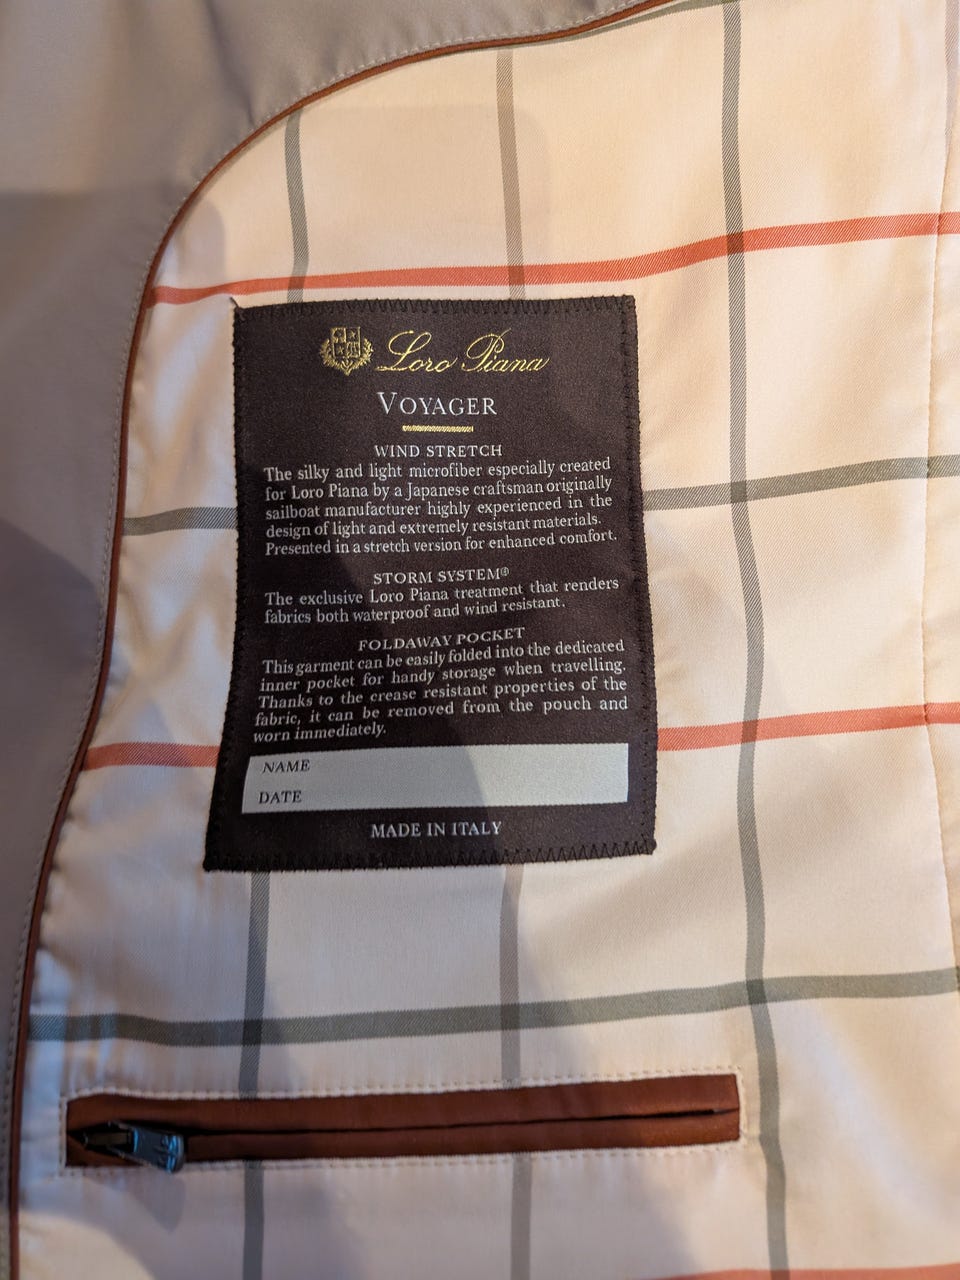 Loro Piana
VOYAGER
WIND STRETCH
The silky and light microfiber especially created
for Loro Piana by a Japanese craftsman originally
sailboat manufacturer highly experienced in the
design of light and extremely resistant materials.
Presented in a stretch version for enhanced comfort.
STORM SYSTEM®
The exclusive Loro Piana treatment that renders
fabrics both waterproof and wind resistant.
FOLDAWAY POCKET
This garment can be easily folded into the dedicated
inner pocket for handy storage when travelling.
Thanks to the crease resistant properties of the
fabric, it can be removed from the pouch and
worn immediately.
NAME
DATE
MADE IN ITALY